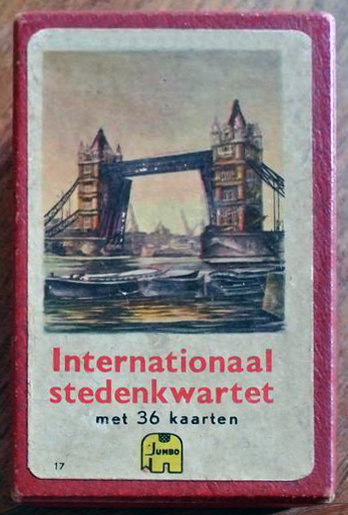 Internationaal
stedenkwartet
met 36 kaarten
JUMBO
17